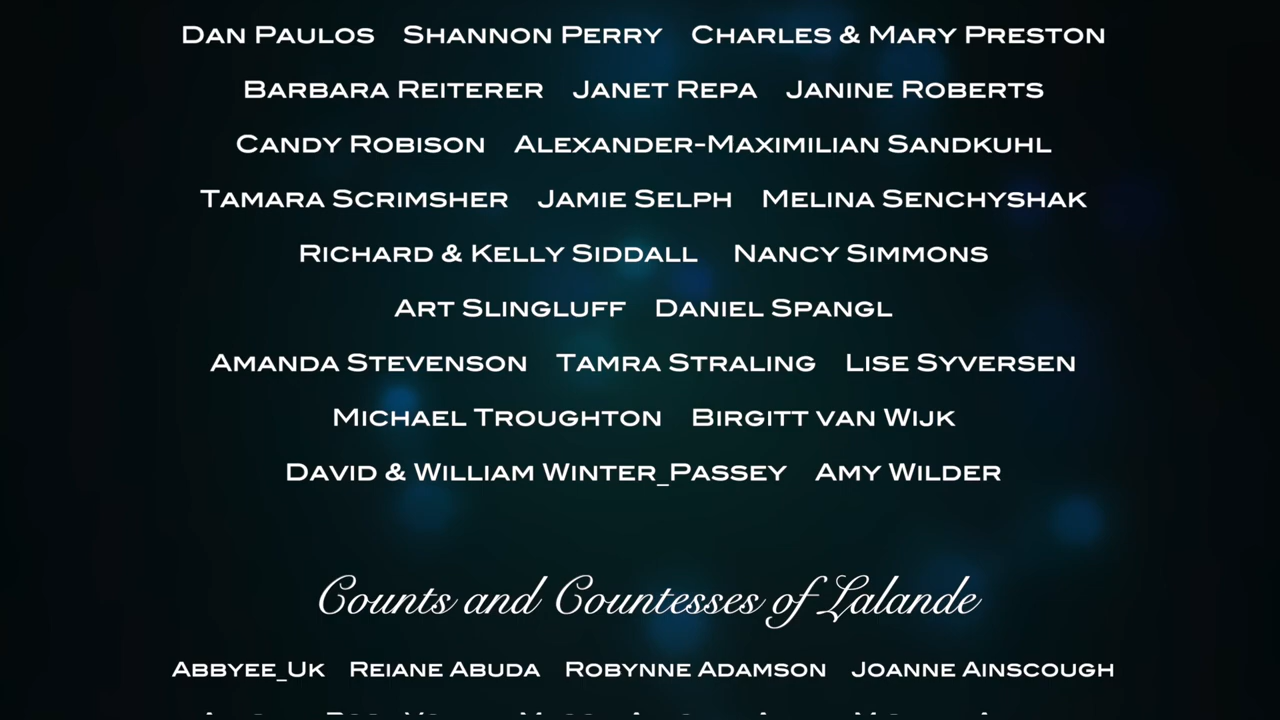 Dan Paulos Shannon Perry Charles & Mary Preston
Barbara Reiterer Janet Repa Janine Roberts
Candy Robison Alexander-Maximilian Sandkuhl
Tamara Scrimsher Jamie Selph Melina Senchyshak
Richard & Kelly Siddall Nancy Simmons
Art Slingluff Daniel Spangl
Amanda Stevenson Tamra Straling Lise Syversen
Michael Troughton Birgitt van Wijk
David & William Winter_Passey Amy Wilder
Counts and Countesses of Lalande
Abbyee_Uk Reiane Abuda Robynne Adamson Joanne Ainscough